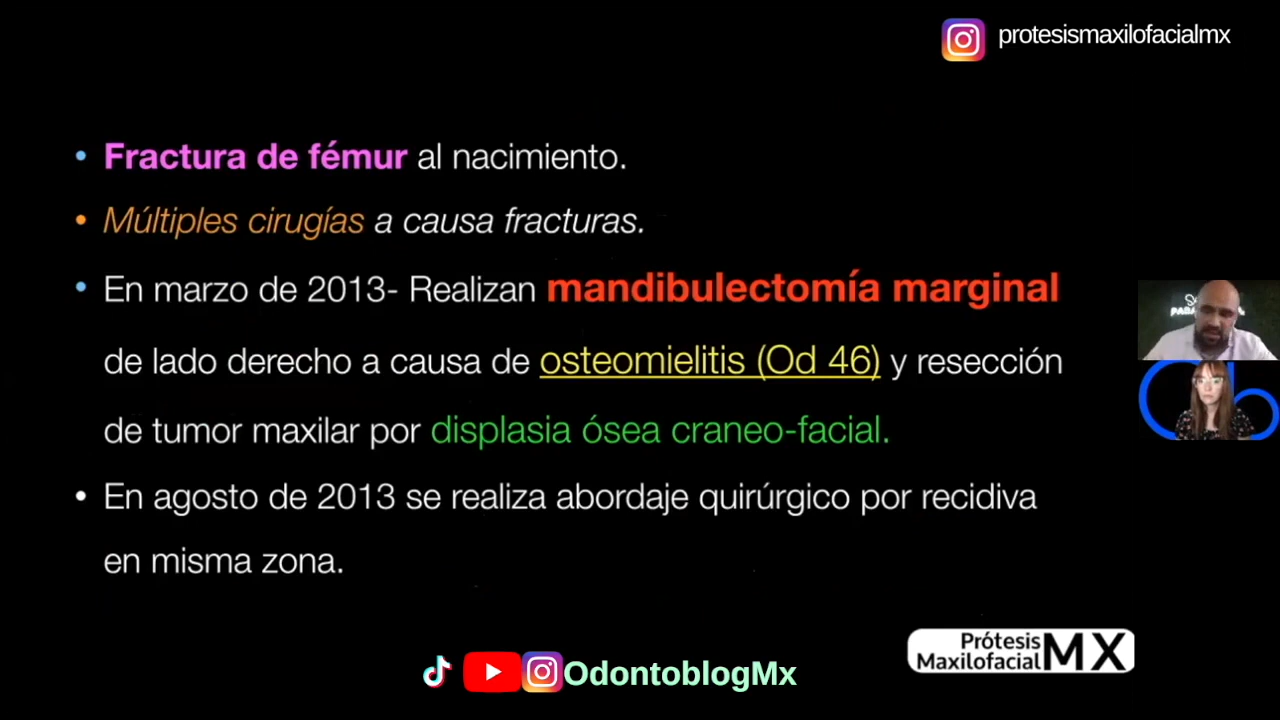 protesismaxilofacialmx
• Fractura de fémur al nacimiento.
• Múltiples cirugías a causa fracturas.
• En marzo de 2013- Realizan mandibulectomía marginal
de lado derecho a causa de osteomielitis (Od 46) y resección
de tumor maxilar por displasia ósea craneo-facial.
• En agosto de 2013 se realiza abordaje quirúrgico por recidiva
en misma zona.
Prótesis
Maxilofacial MX
OdontoblogMx